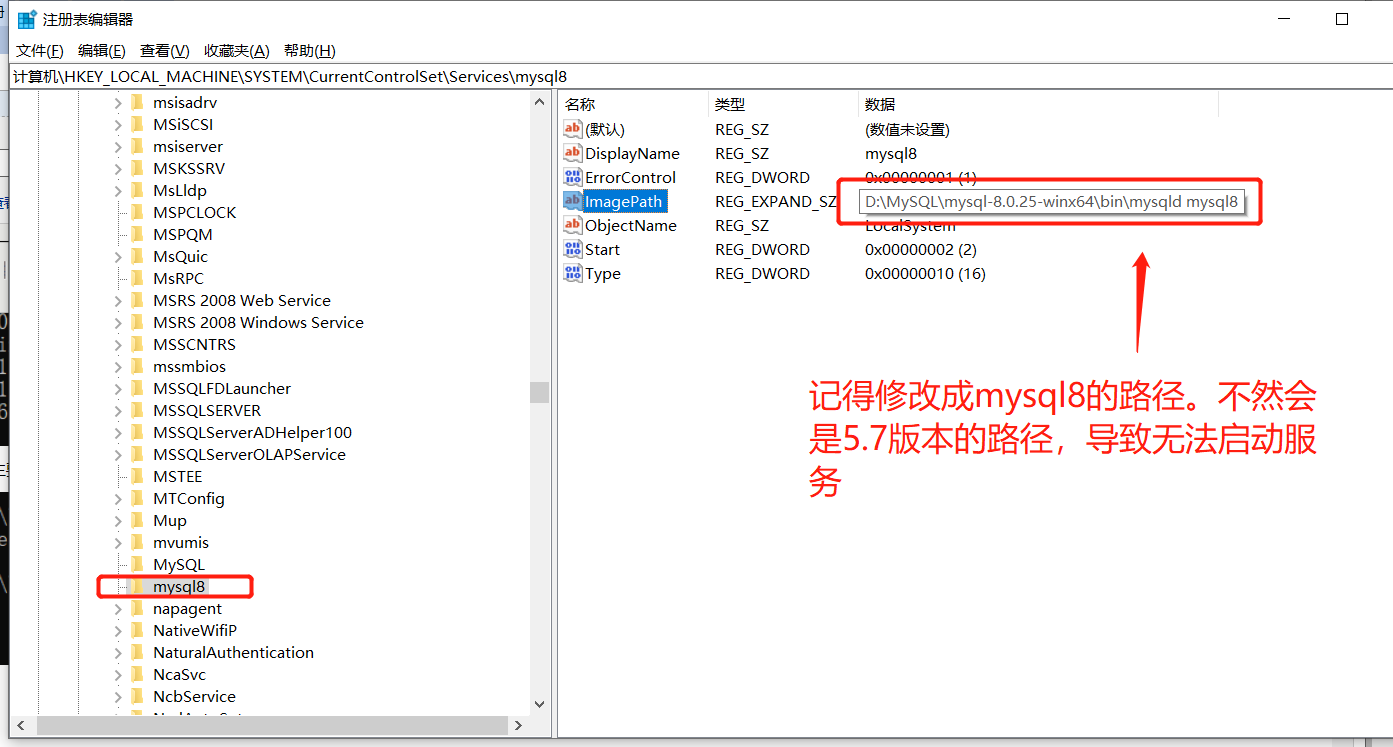 注册表编辑器
文件(F) 编辑(E) 查看(V) 收藏夹(A) 帮助(H)
计算机\HKEY_LOCAL_MACHINE\SYSTEM\CurrentControlSet\Services\mysql8
msisadrv
MSiSCSI
msiserver
MSKSSRV
MsLldp
MSPCLOCK
MSPQM
MsQuic
MsRPC
MSRS 2008 Web Service
MSRS 2008 Windows Service
MSSCNTRS
mssmbios
MSSQLFDLauncher
MSSQLSERVER
MSSQLServerADHelper100
MSSQLServerOLAPService
MSTEE
MTConfig
Mup
mvumis
MySQL
mysql8
napagent
NativeWifiP
NaturalAuthentication
NcaSvc
NcbService
名称 类型 数据
(默认) REG_SZ (数值未设置)
DisplayName REG_SZ mysql8
ErrorControl REG_DWORD 0x00000001 (1)
ImagePath REG_EXPAND_SZ D:\MySQL\mysql-8.0.25-winx64\bin\mysqld mysql8
ObjectName REG_SZ LocalSystem
Start REG_DWORD 0x00000002 (2)
Type REG_DWORD 0x00000010 (16)
记得修改成mysql8的路径。不然会
是5.7版本的路径，导致无法启动服
务